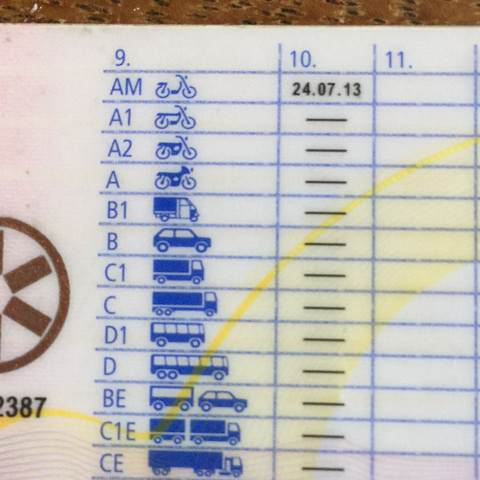 9. 10. 11.
AM 24.07.13
A1 —
A2 —
A —
B1 —
B —
C1 —
C —
D1 —
D —
BE —
2387
C1E —
CE —